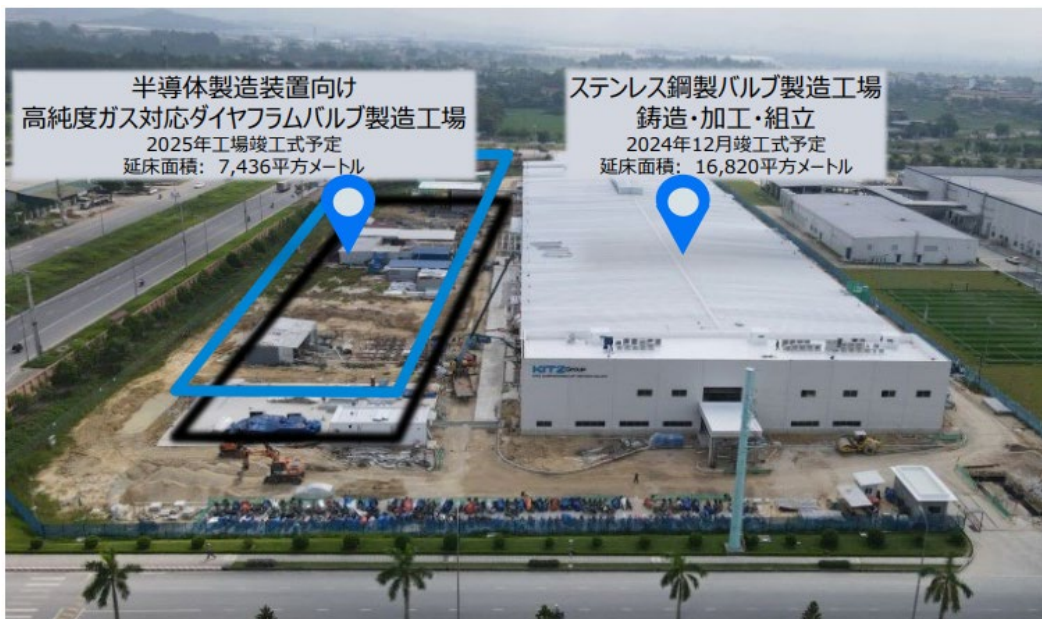 半導体製造装置向け
高純度ガス対応ダイヤフラムバルブ製造工場
2025年工場竣工式予定
延床面積: 7,436平方メートル
ステンレス鋼製バルブ製造工場
鋳造・加工・組立
2024年12月竣工式予定
延床面積: 16,820平方メートル
KITZ Group